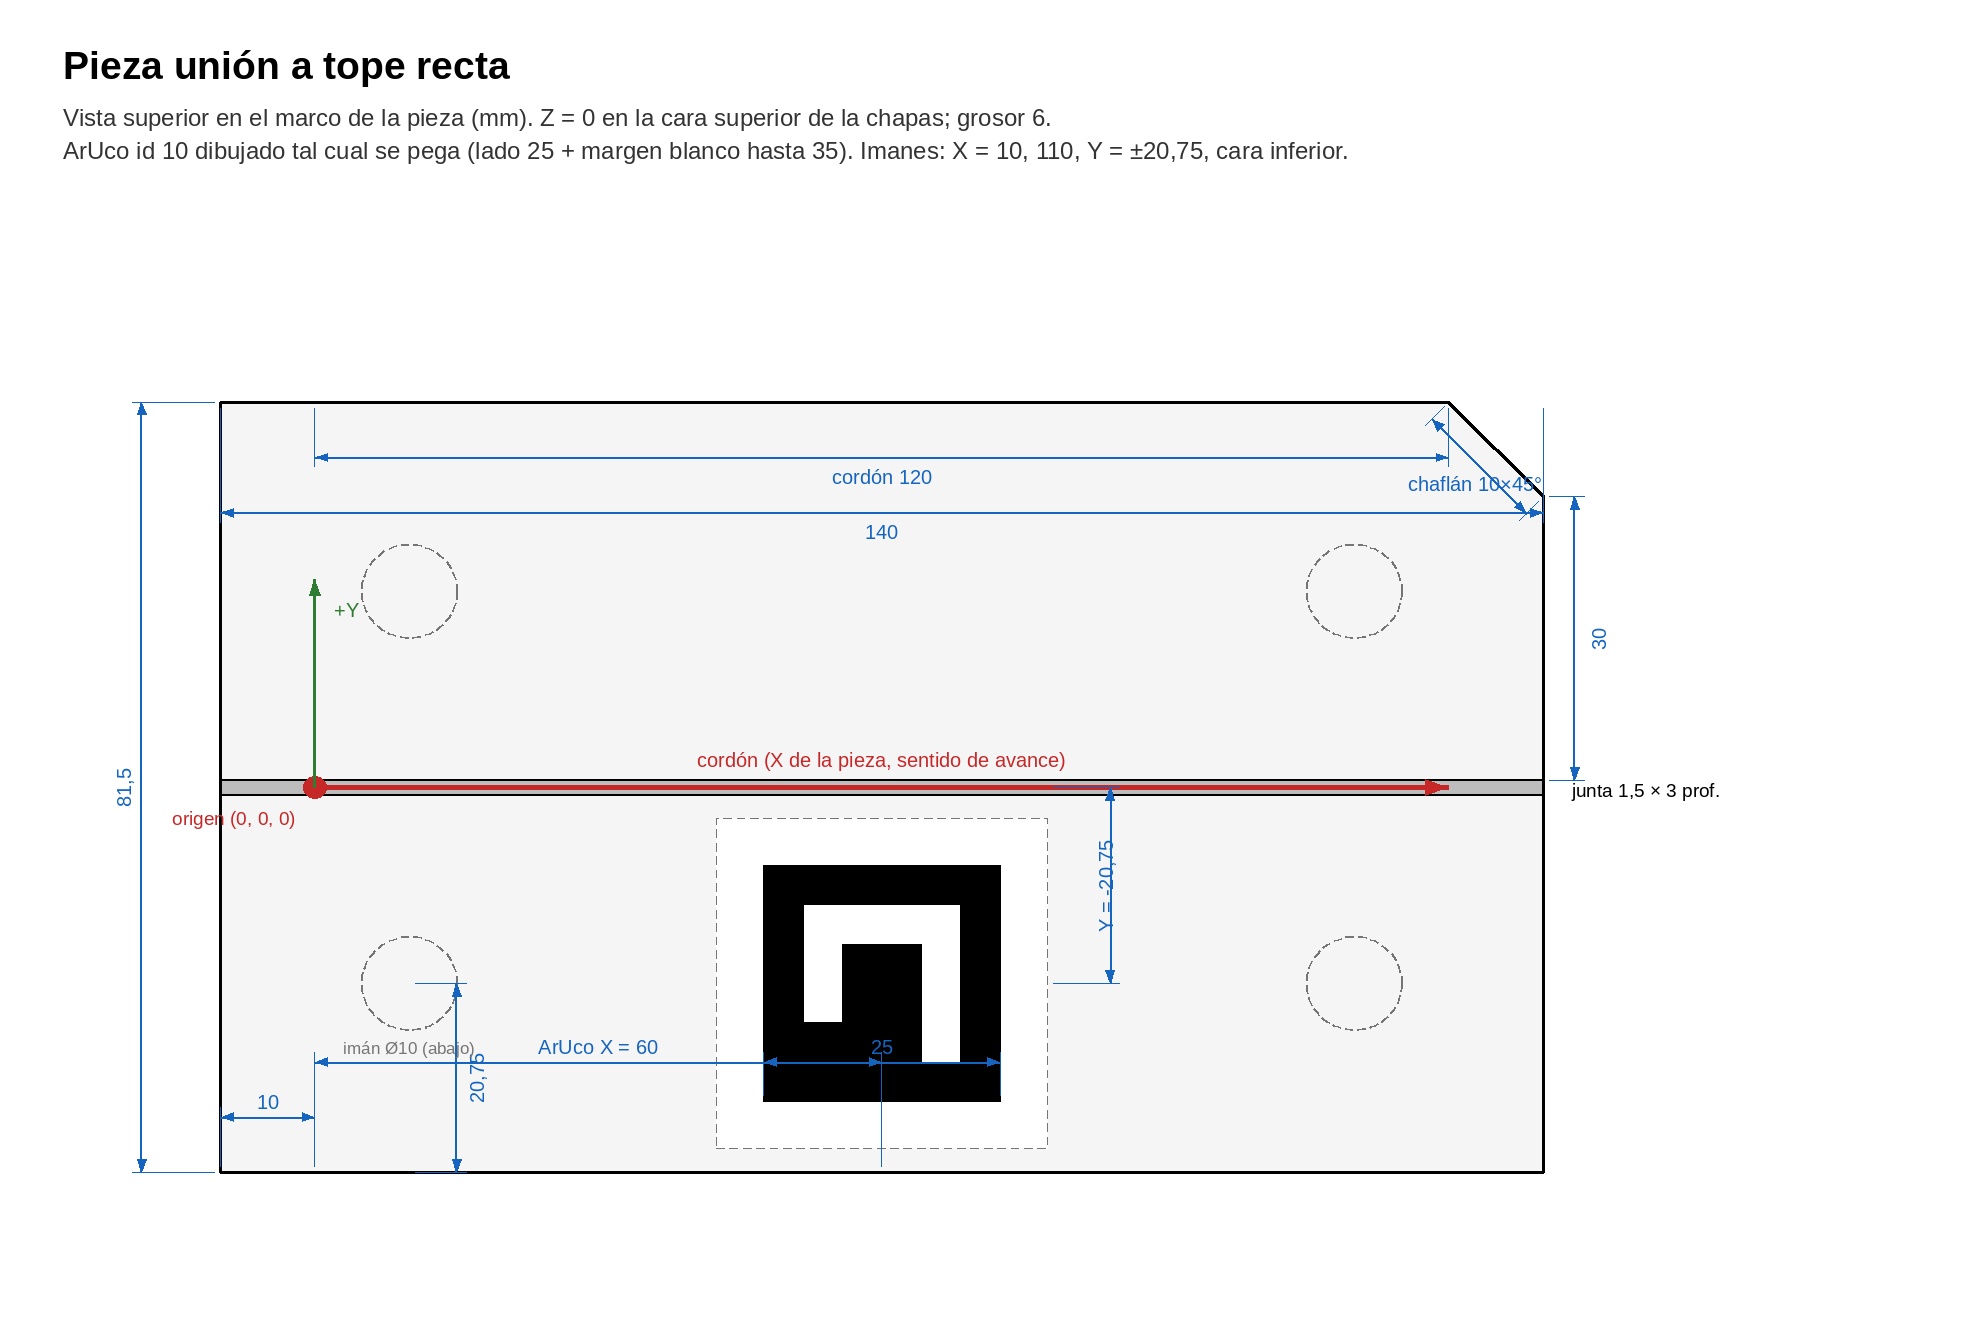 Pieza unión a tope recta
Vista superior en el marco de la pieza (mm). Z = 0 en la cara superior de la chapas; grosor 6.
ArUco id 10 dibujado tal cual se pega (lado 25 + margen blanco hasta 35). Imanes: X = 10, 110, Y = ±20,75, cara inferior.
cordón 120
chaflán 10×45°
140
+Y
30
cordón (X de la pieza, sentido de avance)
81,5
junta 1,5 × 3 prof.
origen (0, 0, 0)
Y = -20,75
imán Ø10 (abajo)
ArUco X = 60
25
20,75
10